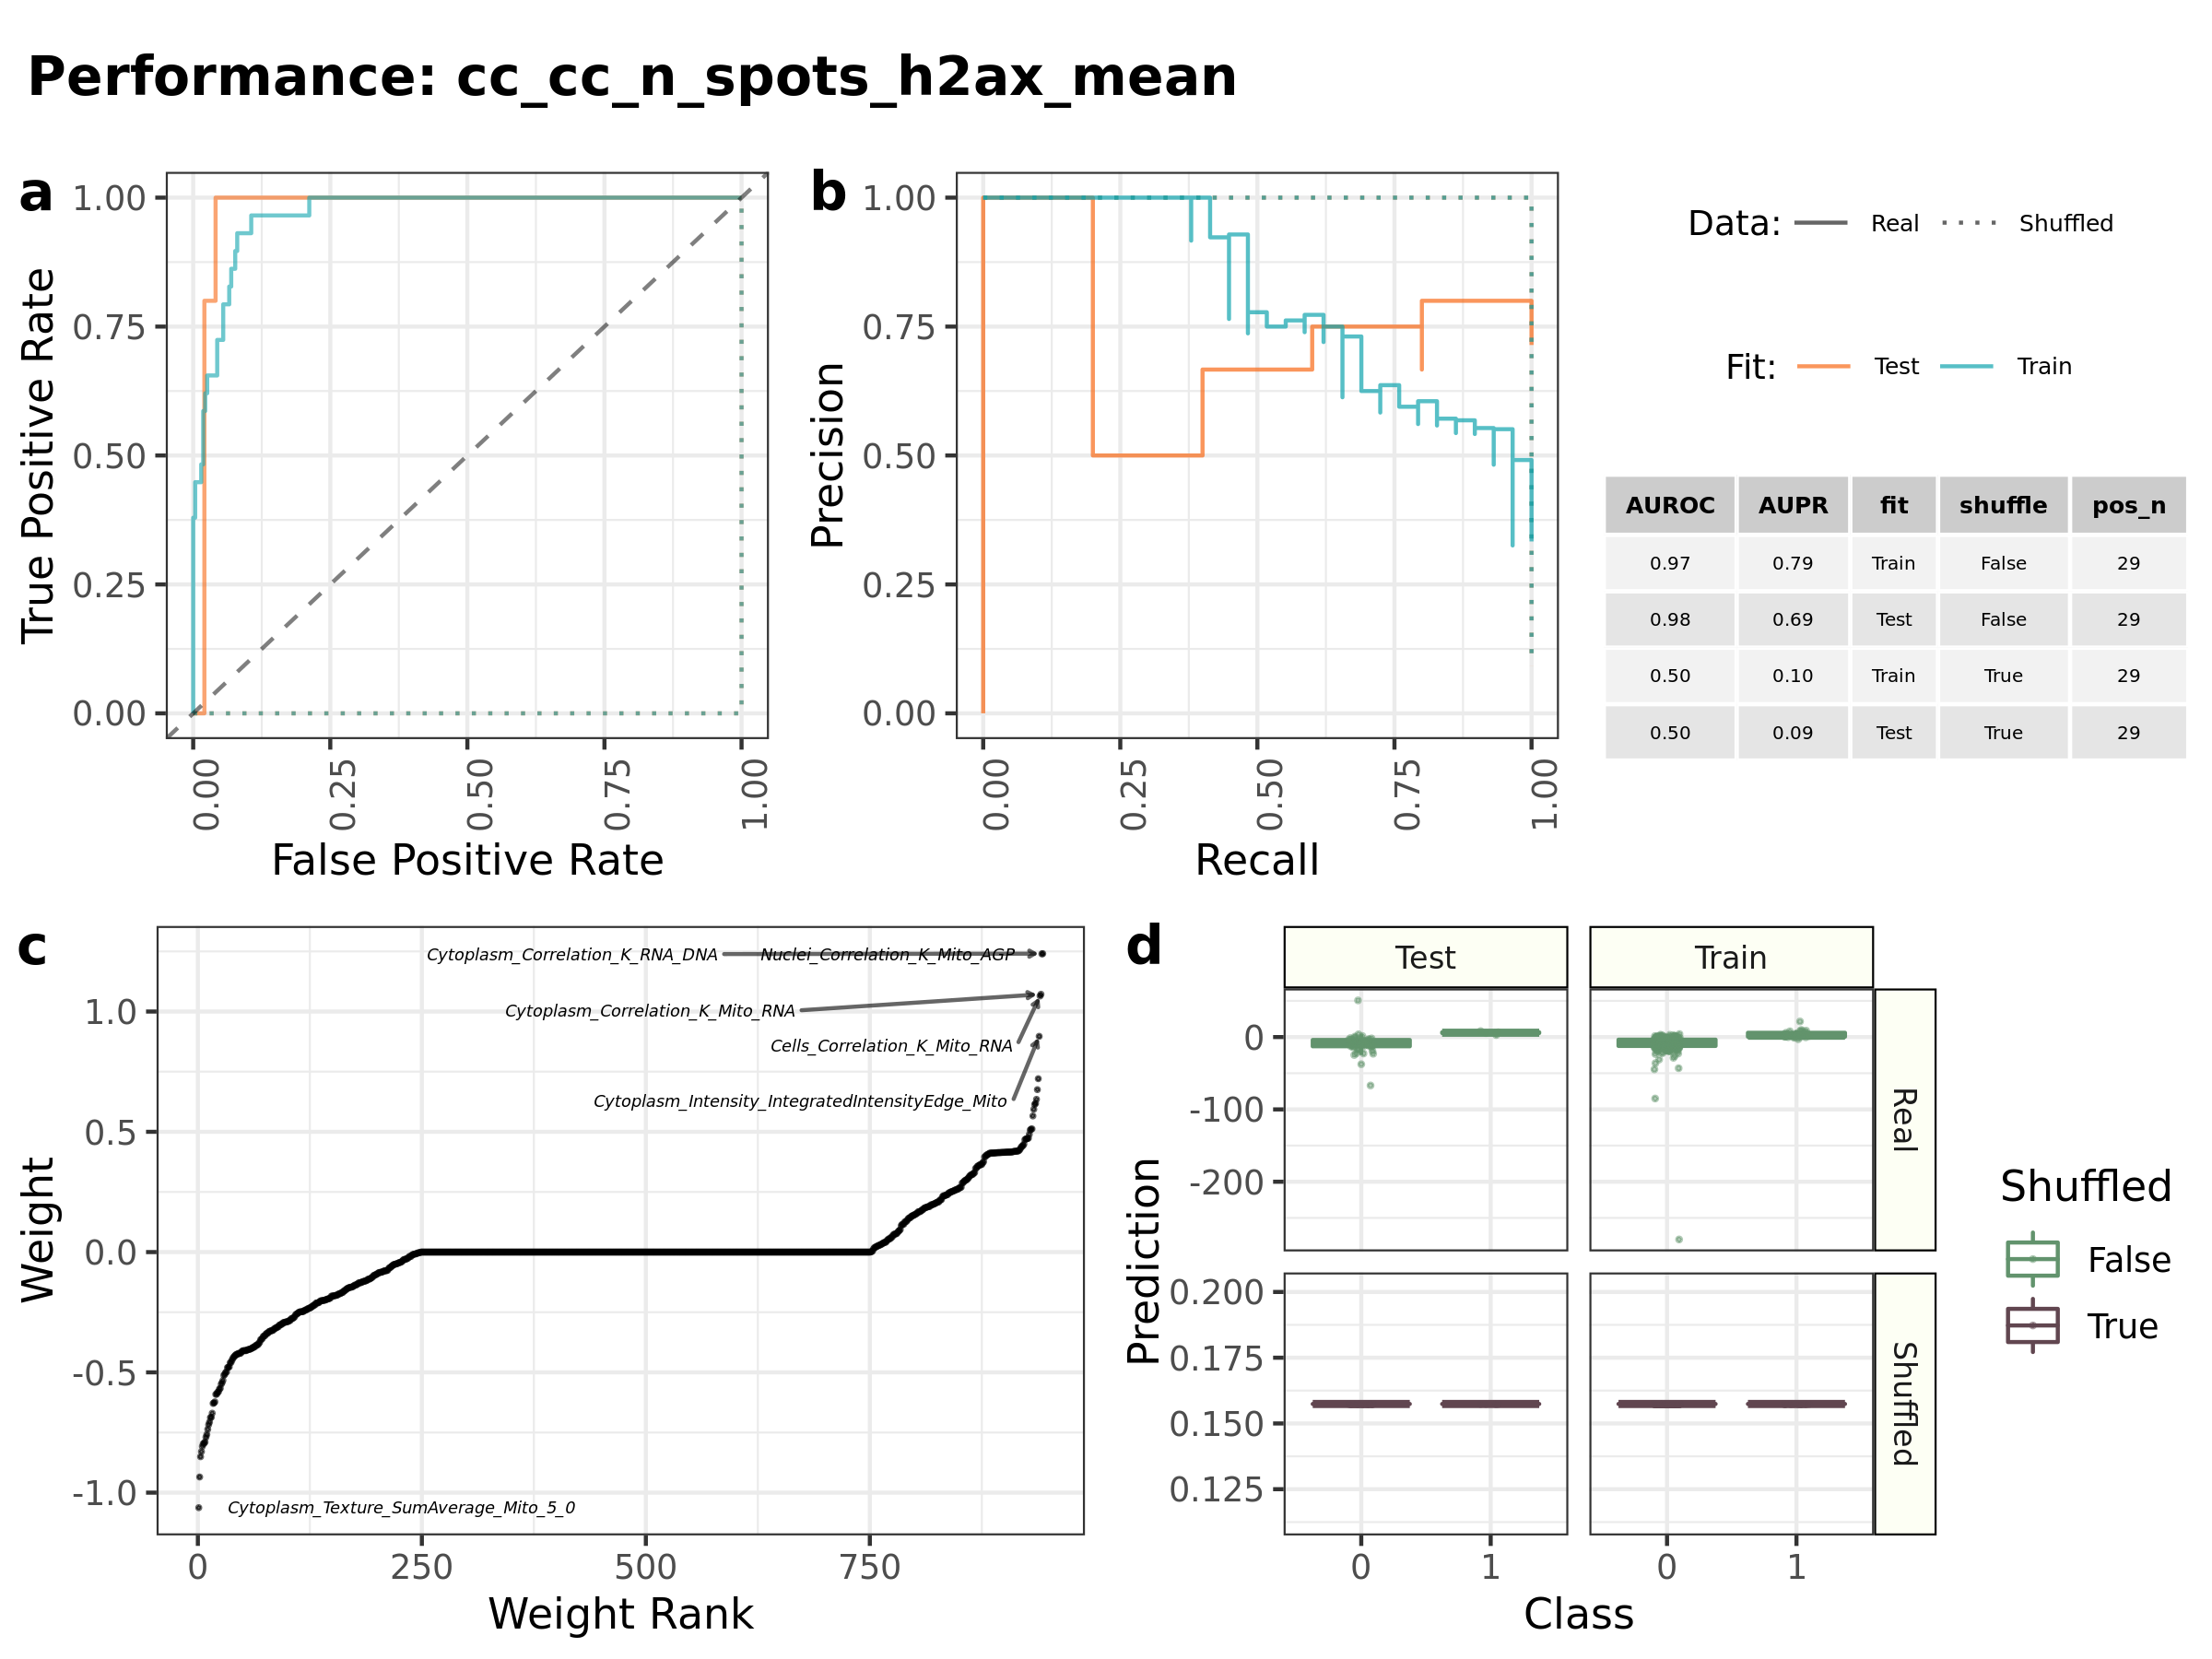 Performance: cc_cc_n_spots_h2ax_mean
a
1.00
0.75
0.50
0.25
0.00
True Positive Rate
0.00
0.25
0.50
0.75
1.00
False Positive Rate
b
1.00
0.75
0.50
0.25
0.00
Precision
0.00
0.25
0.50
0.75
1.00
Recall
Data: Real Shuffled
Fit: Test Train
AUROC AUPR fit shuffle pos_n
0.97 0.79 Train False 29
0.98 0.69 Test False 29
0.50 0.10 Train True 29
0.50 0.09 Test True 29
c
Cytoplasm_Correlation_K_RNA_DNA
Nuclei_Correlation_K_Mito_AGP
Cytoplasm_Correlation_K_Mito_RNA
Cells_Correlation_K_Mito_RNA
Cytoplasm_Intensity_IntegratedIntensityEdge_Mito
Cytoplasm_Texture_SumAverage_Mito_5_0
1.0
0.5
0.0
-0.5
-1.0
Weight
0
250
500
750
Weight Rank
d
Test
Train
0
-100
-200
Real
0.200
0.175
0.150
0.125
Shuffled
Prediction
0
1
0
1
Class
Shuffled
False
True